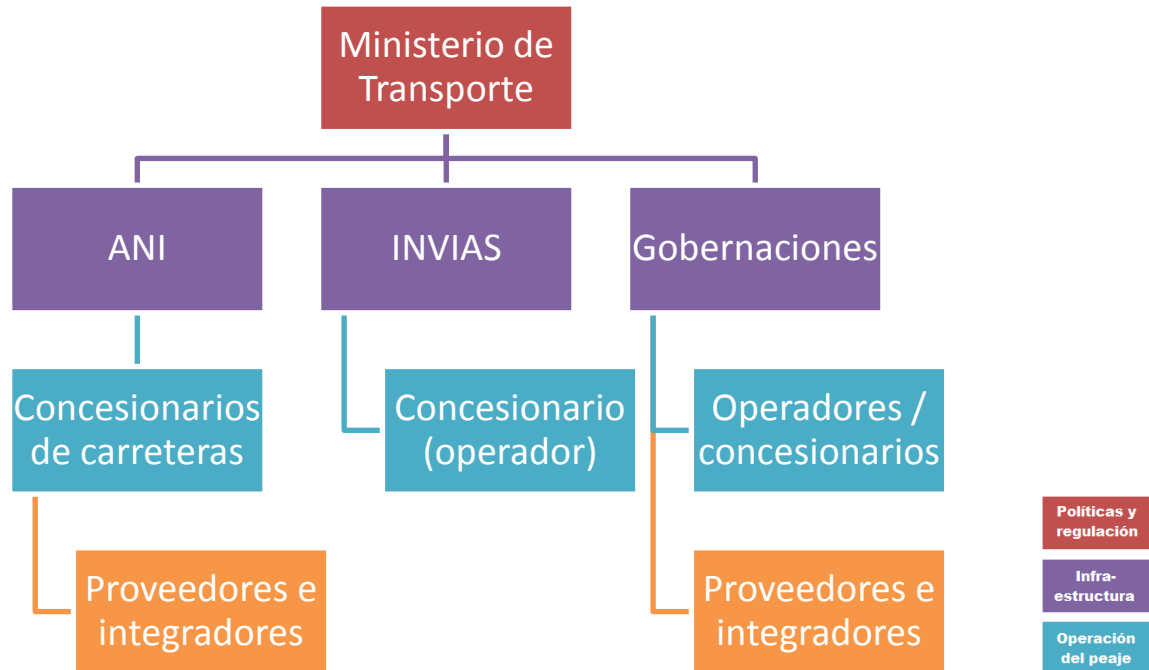 Ministerio de
Transporte
ANI
INVIAS
Gobernaciones
Concesionarios
de carreteras
Concesionario
(operador)
Operadores /
concesionarios
Proveedores e
integradores
Proveedores e
integradores
Políticas y
regulación
Infra-
estructura
Operación
del peaje